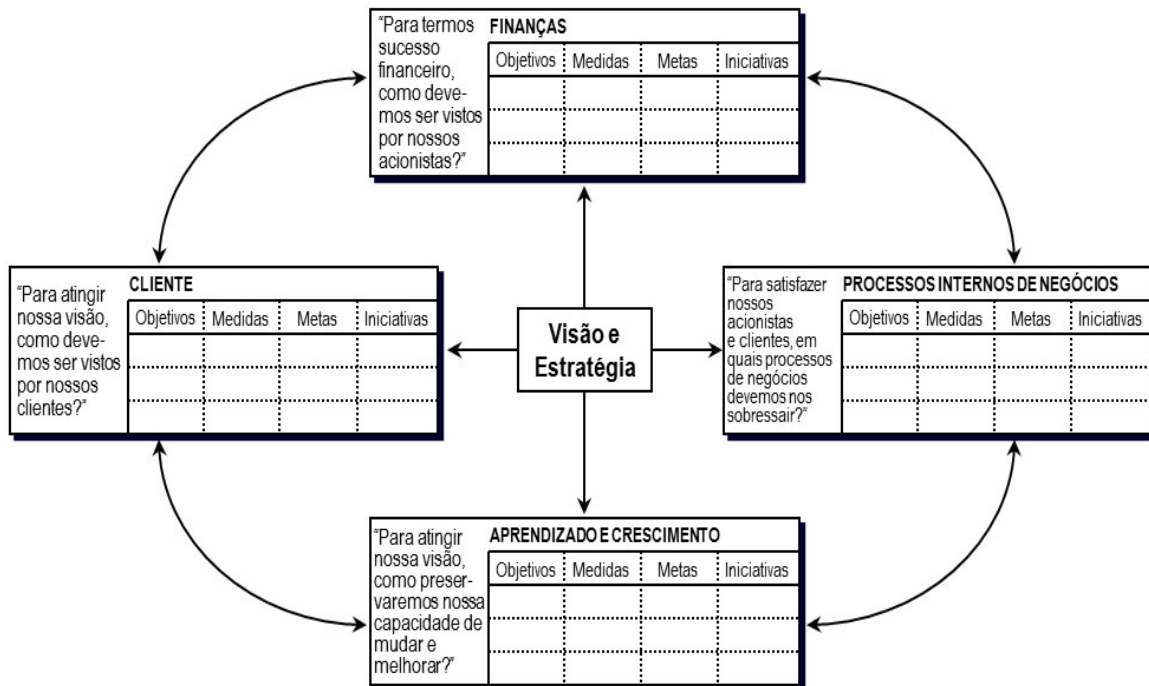 “Para termos
sucesso
financeiro,
como deve-
mos ser vistos
por nossos
acionistas?”
FINANÇAS
Objetivos Medidas Metas Iniciativas
“Para atingir
nossa visão,
como deve-
mos ser vistos
por nossos
clientes?”
CLIENTE
Objetivos Medidas Metas Iniciativas
Visão e
Estratégia
“Para satisfazer
nossos
acionistas
e clientes, em
quais processos
de negócios
devemos nos
sobressair?”
PROCESSOS INTERNOS DE NEGÓCIOS
Objetivos Medidas Metas Iniciativas
“Para atingir
nossa visão,
como preser-
varemos nossa
capacidade de
mudar e
melhorar?”
APRENDIZADO E CRESCIMENTO
Objetivos Medidas Metas Iniciativas